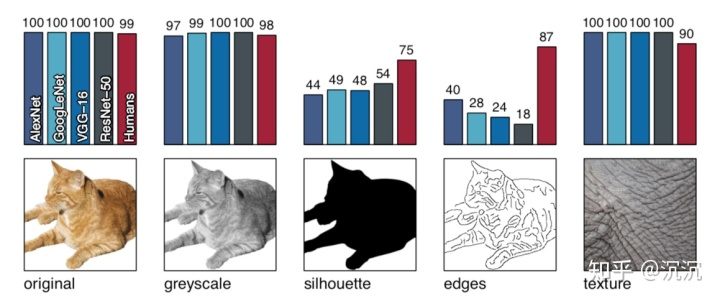 100 100 100 100 99
97 99 100 100 98
44 49 48 54 75
40 28 24 18 87
100 100 100 100 90
AlexNet
GoogLeNet
VGG-16
ResNet-50
Humans
original
greyscale
silhouette
edges
texture
知乎 @沉沉